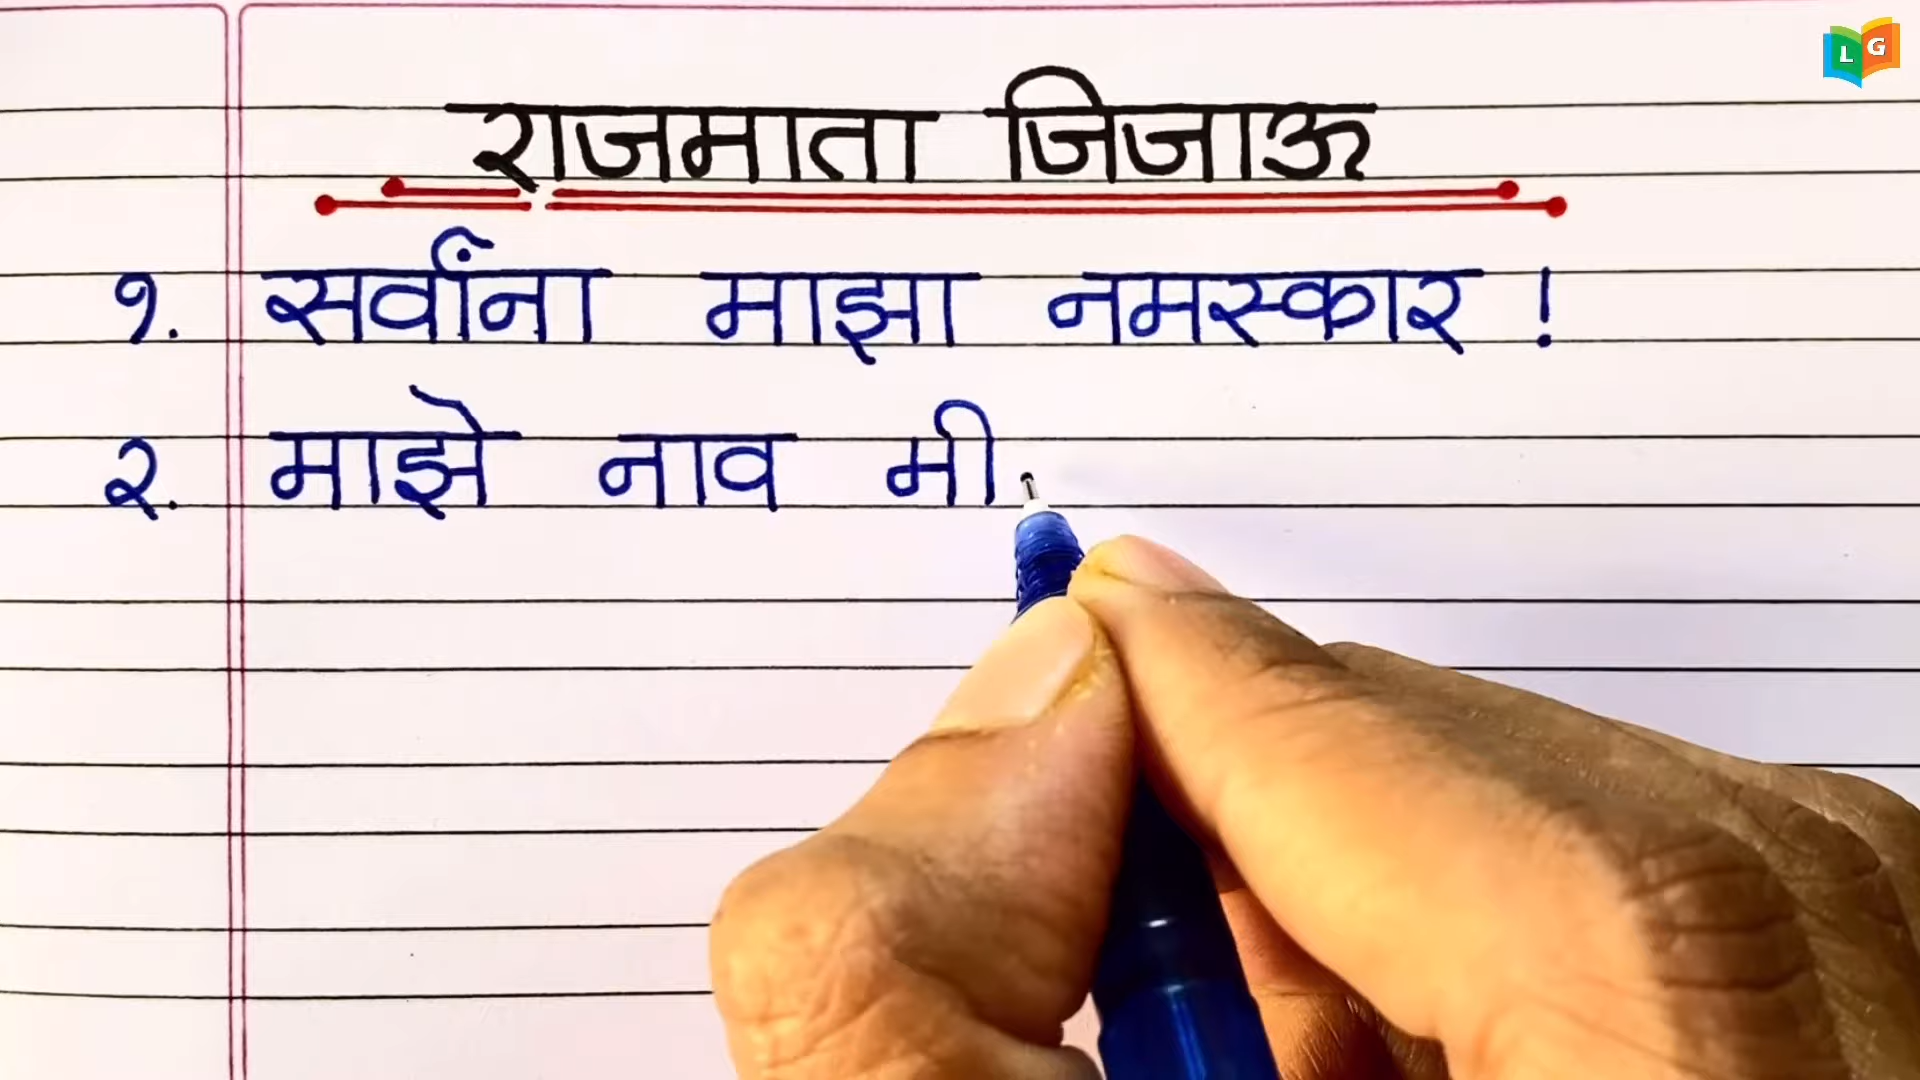 L G
राजमाता जिजाऊ
१. सर्वांना माझा नमस्कार !
२. माझे नाव मी